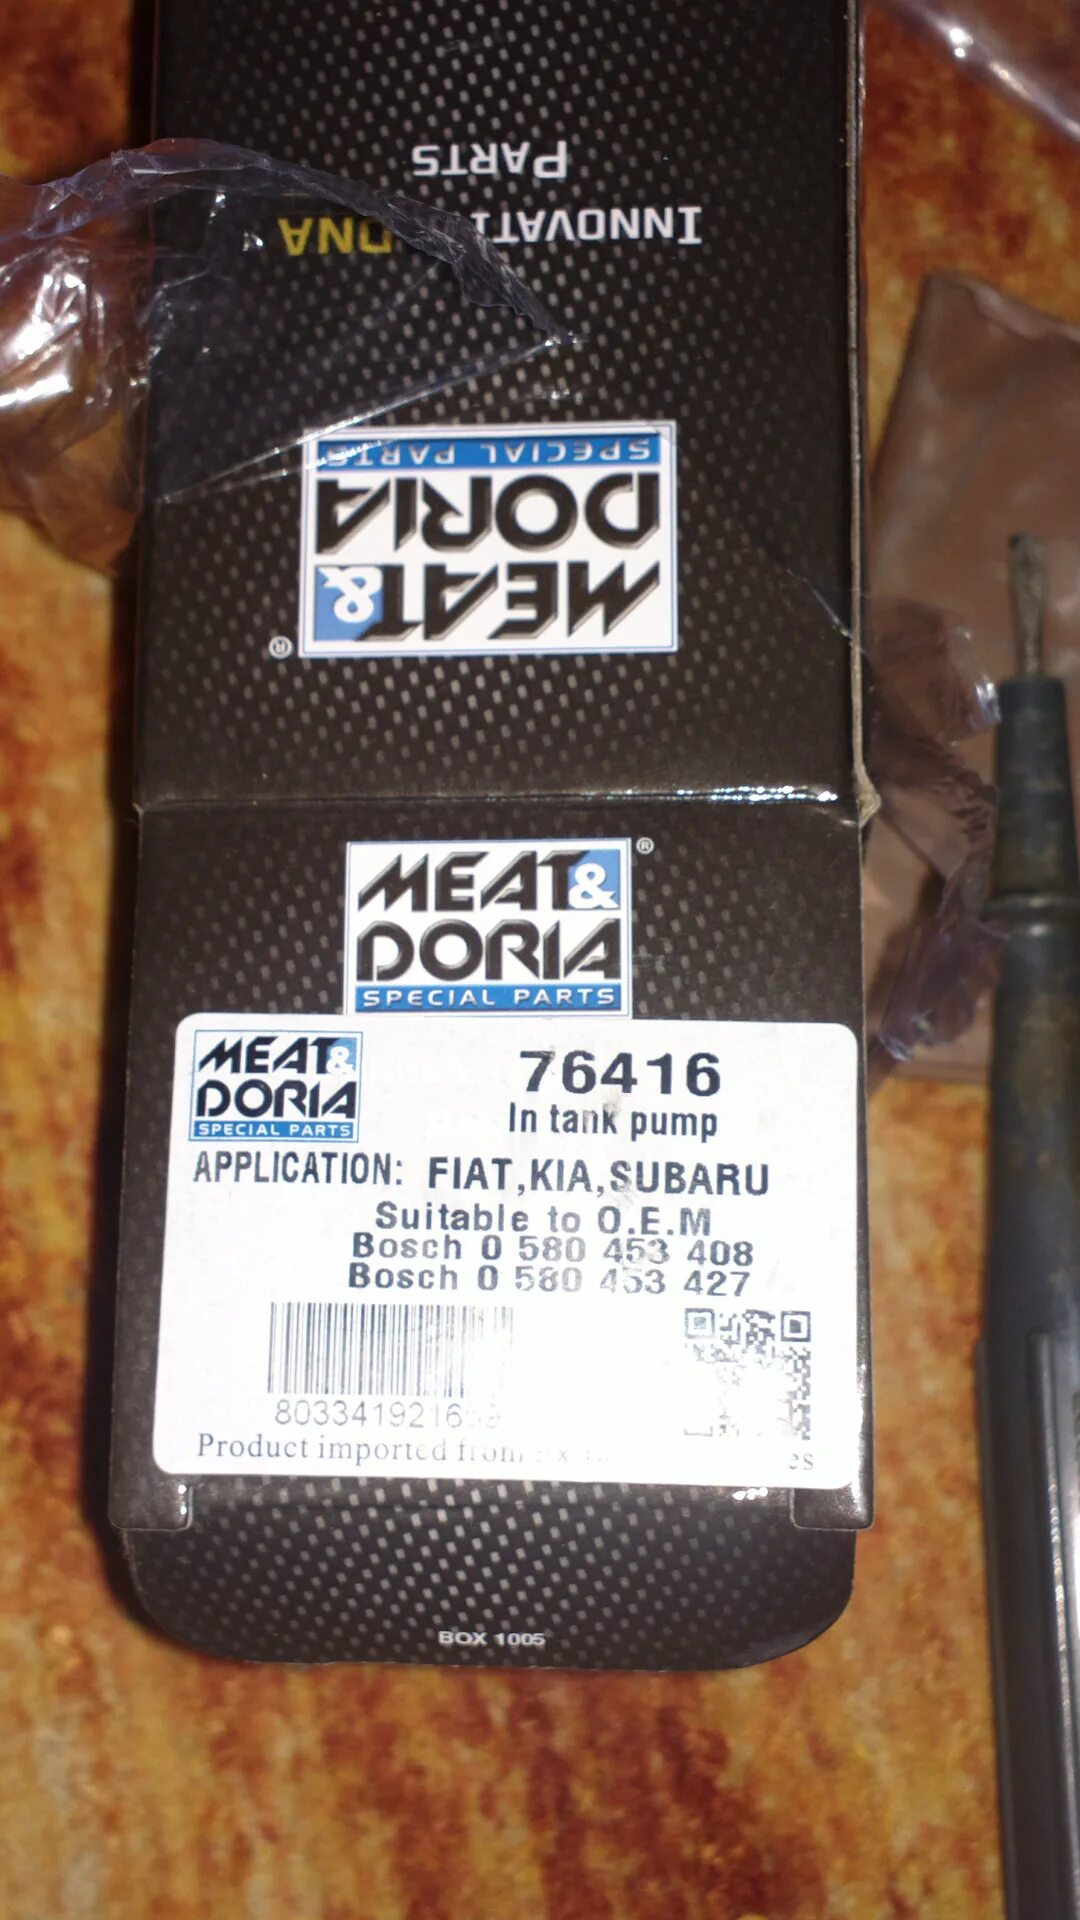 PARTS
INNOVATI DNA
SPECIAL PARTS
DORIA
MEAT&
®
MEAT& ®
DORIA
SPECIAL PARTS
MEAT&
DORIA
SPECIAL PARTS
76416
In tank pump
APPLICATION: FIAT,KIA,SUBARU
Suitable to O.E.M
Bosch 0 580 453 408
Bosch 0 580 453 427
Product imported from
BOX 1005